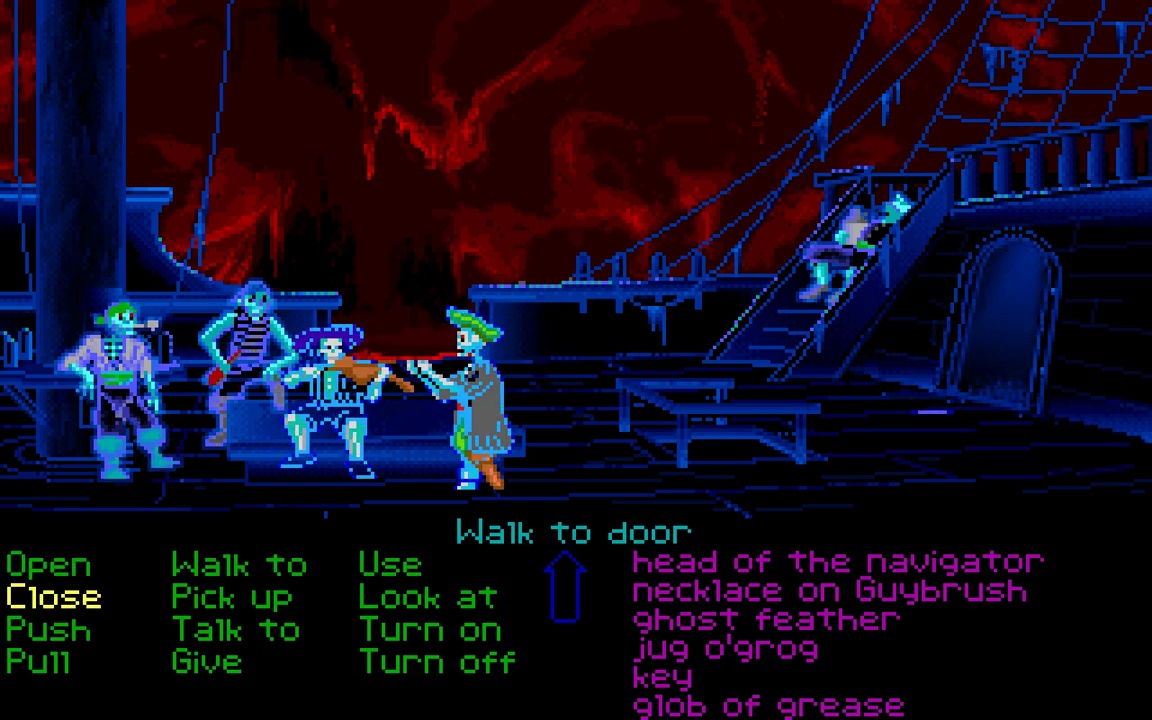 Walk to door
Open Walk to Use
Close Pick up Look at
Push Talk to Turn on
Pull Give Turn off
head of the navigator
necklace on Guybrush
ghost feather
jug o'grog
key
glob of grease